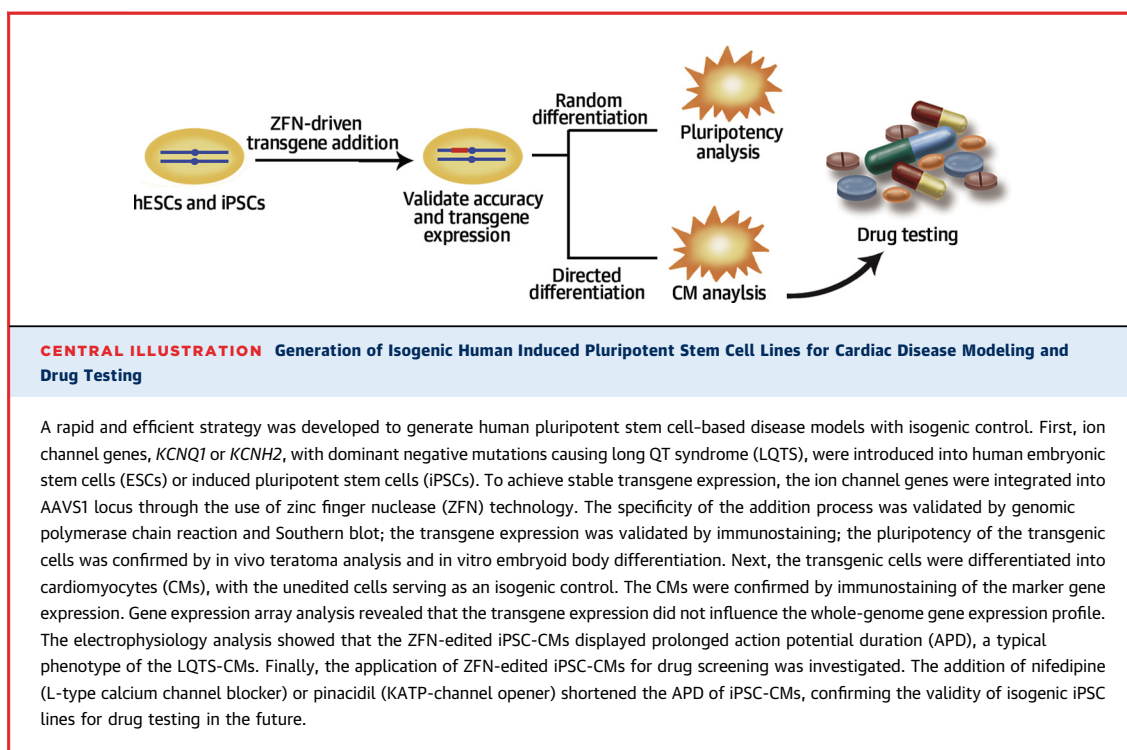 ZFN-driven
transgene addition
hESCs and iPSCs
Validate accuracy
and transgene
expression
Random
differentiation
Pluripotency
analysis
Directed
differentiation
CM anaylsis
Drug testing
CENTRAL ILLUSTRATION Generation of Isogenic Human Induced Pluripotent Stem Cell Lines for Cardiac Disease Modeling and
Drug Testing
A rapid and efficient strategy was developed to generate human pluripotent stem cell–based disease models with isogenic control. First, ion
channel genes, KCNQ1 or KCNH2, with dominant negative mutations causing long QT syndrome (LQTS), were introduced into human embryonic
stem cells (ESCs) or induced pluripotent stem cells (iPSCs). To achieve stable transgene expression, the ion channel genes were integrated into
AAVS1 locus through the use of zinc finger nuclease (ZFN) technology. The specificity of the addition process was validated by genomic
polymerase chain reaction and Southern blot; the transgene expression was validated by immunostaining; the pluripotency of the transgenic
cells was confirmed by in vivo teratoma analysis and in vitro embryoid body differentiation. Next, the transgenic cells were differentiated into
cardiomyocytes (CMs), with the unedited cells serving as an isogenic control. The CMs were confirmed by immunostaining of the marker gene
expression. Gene expression array analysis revealed that the transgene expression did not influence the whole-genome gene expression profile.
The electrophysiology analysis showed that the ZFN-edited iPSC-CMs displayed prolonged action potential duration (APD), a typical
phenotype of the LQTS-CMs. Finally, the application of ZFN-edited iPSC-CMs for drug screening was investigated. The addition of nifedipine
(L-type calcium channel blocker) or pinacidil (KATP-channel opener) shortened the APD of iPSC-CMs, confirming the validity of isogenic iPSC
lines for drug testing in the future.